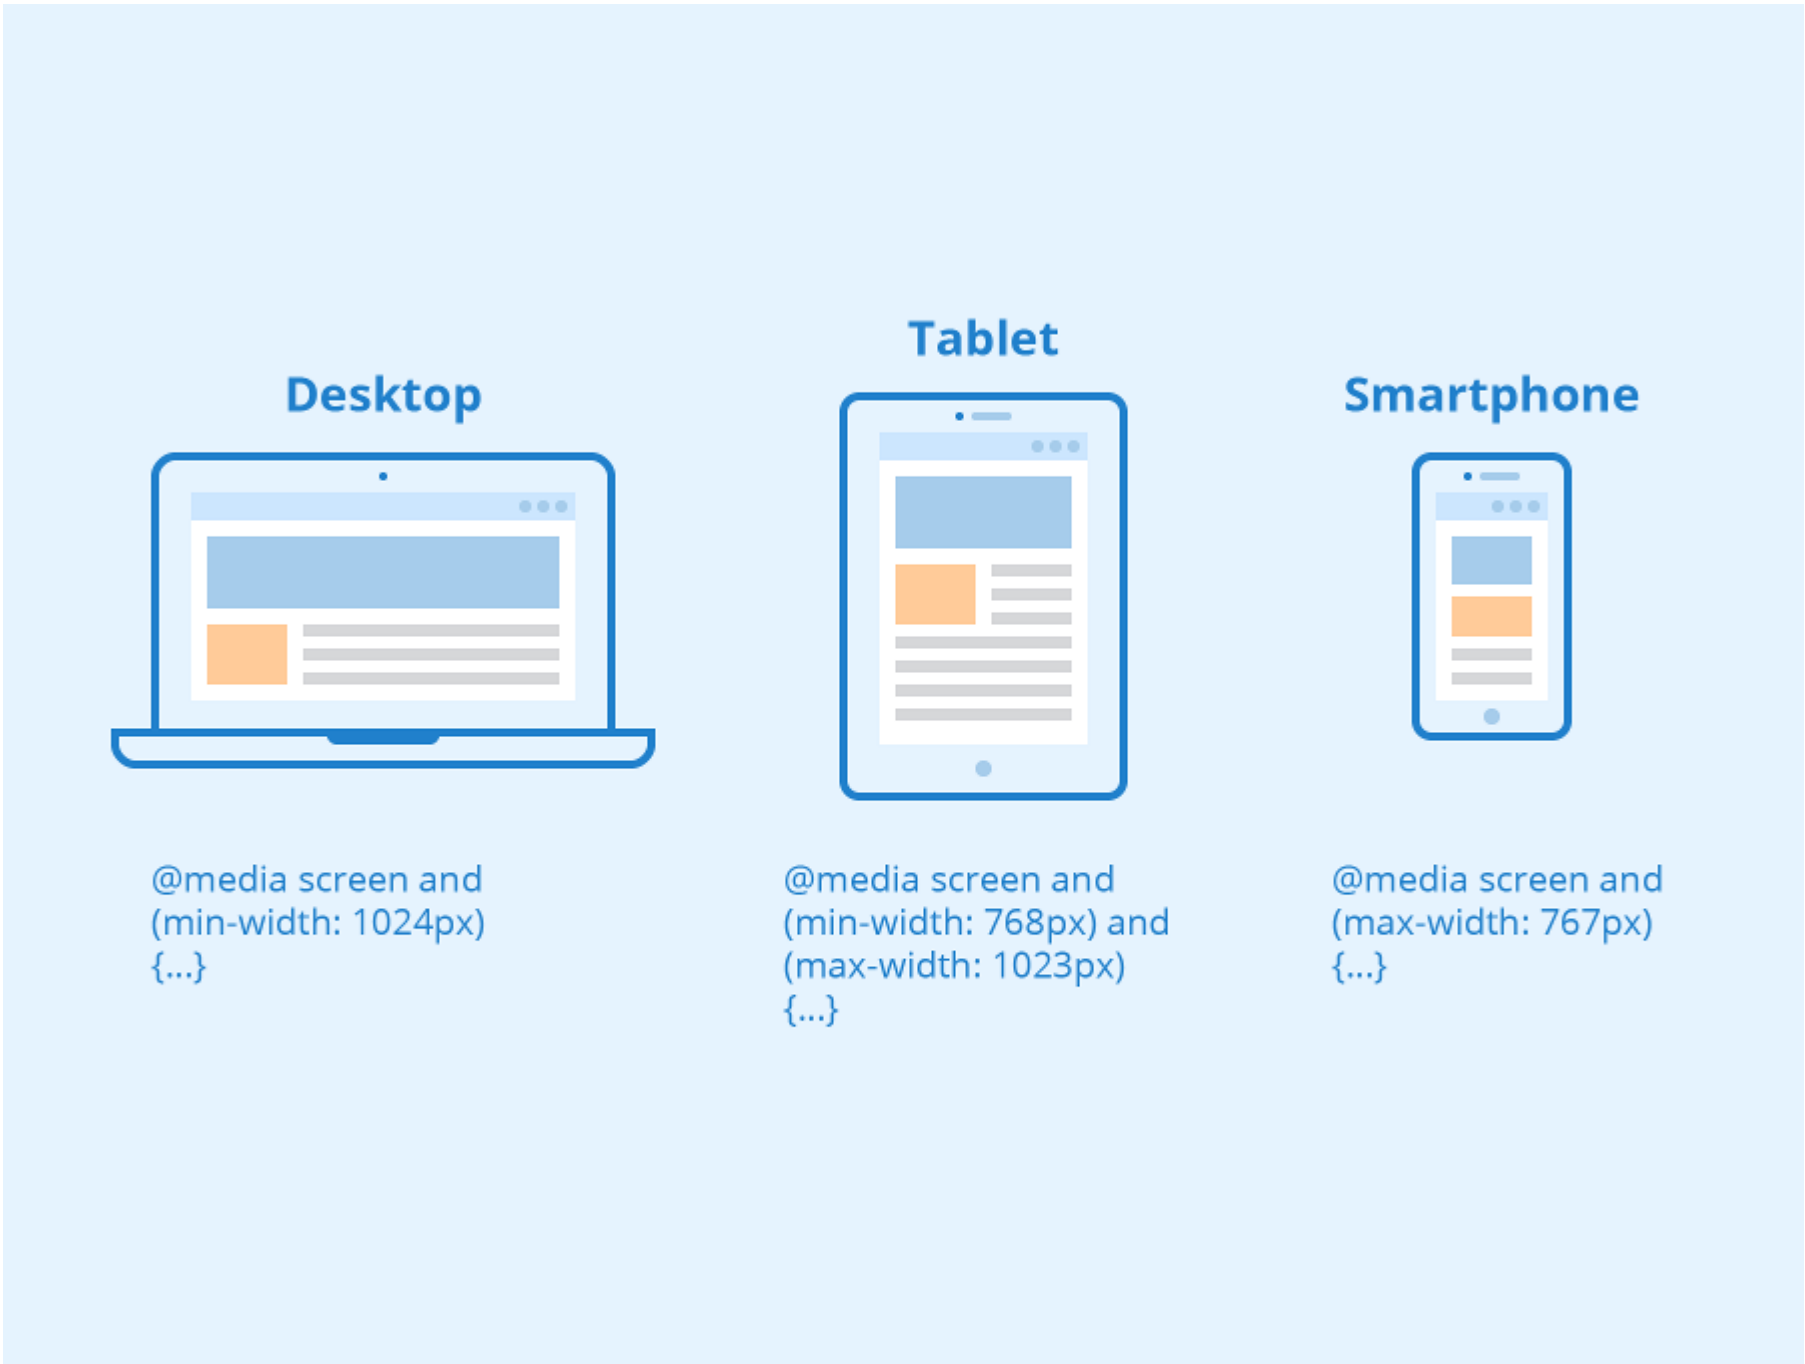 Desktop
@media screen and
(min-width: 1024px)
{...}
Tablet
@media screen and
(min-width: 768px) and
(max-width: 1023px)
{...}
Smartphone
@media screen and
(max-width: 767px)
{...}